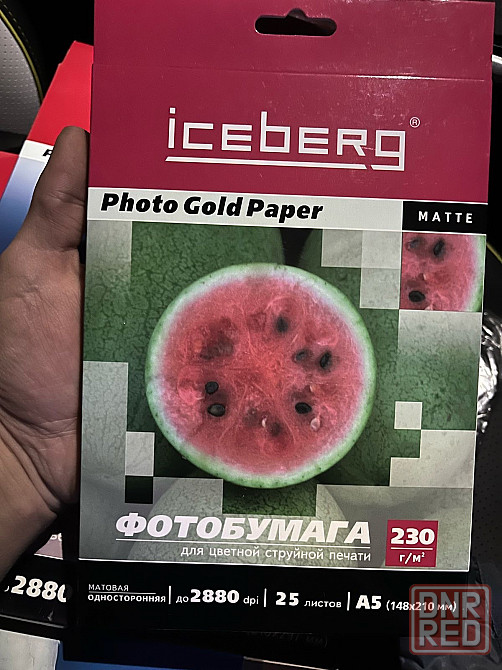 iceberg®
Photo Gold Paper
MATTE
ФОТОБУМАГА
для цветной струйной печати
230
г/м²
МАТОВАЯ
ОДНОСТОРОННЯЯ
до 2880 dpi
25 листов
А5 (148x210 мм)
2880
DNR
RED